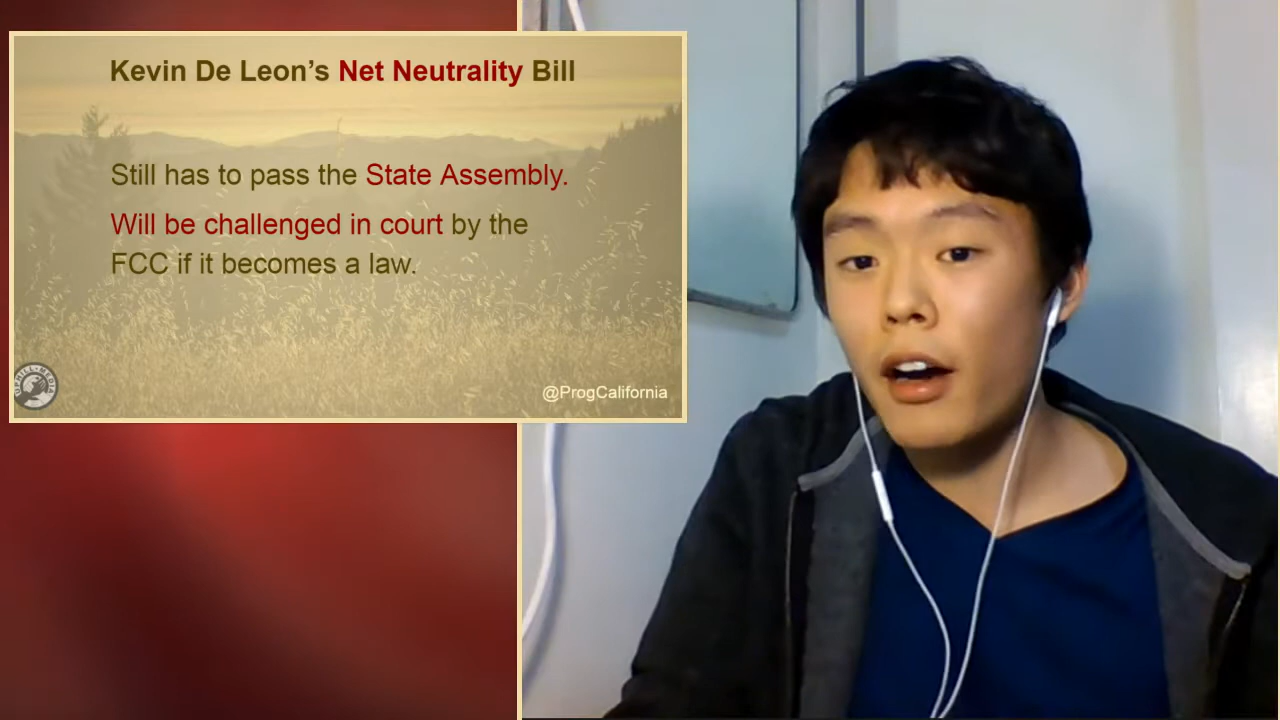 Kevin De Leon’s Net Neutrality Bill
Still has to pass the State Assembly.
Will be challenged in court by the
FCC if it becomes a law.
@ProgCalifornia